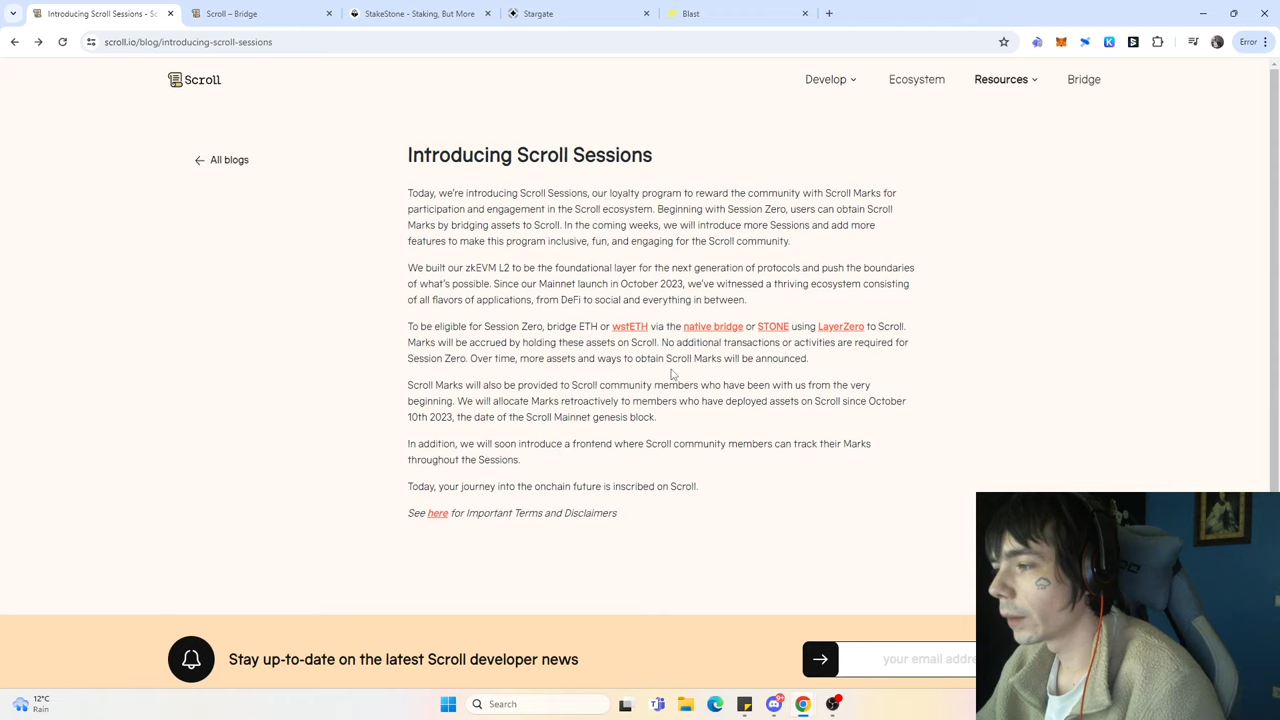 Introducing Scroll Sessions - Sc
Scroll – Bridge
StakeStone - Staking, But More
Stargate
Blast
scroll.io/blog/introducing-scroll-sessions
Error
Scroll
Develop
Ecosystem
Resources
Bridge
← All blogs
Introducing Scroll Sessions
Today, we're introducing Scroll Sessions, our loyalty program to reward the community with Scroll Marks for
participation and engagement in the Scroll ecosystem. Beginning with Session Zero, users can obtain Scroll
Marks by bridging assets to Scroll. In the coming weeks, we will introduce more Sessions and add more
features to make this program inclusive, fun, and engaging for the Scroll community.
We built our zkEVM L2 to be the foundational layer for the next generation of protocols and push the boundaries
of what's possible. Since our Mainnet launch in October 2023, we've witnessed a thriving ecosystem consisting
of all flavors of applications, from DeFi to social and everything in between.
To be eligible for Session Zero, bridge ETH or wstETH via the native bridge or STONE using LayerZero to Scroll.
Marks will be accrued by holding these assets on Scroll. No additional transactions or activities are required for
Session Zero. Over time, more assets and ways to obtain Scroll Marks will be announced.
Scroll Marks will also be provided to Scroll community members who have been with us from the very
beginning. We will allocate Marks retroactively to members who have deployed assets on Scroll since October
10th 2023, the date of the Scroll Mainnet genesis block.
In addition, we will soon introduce a frontend where Scroll community members can track their Marks
throughout the Sessions.
Today, your journey into the onchain future is inscribed on Scroll.
See here for Important Terms and Disclaimers
Stay up-to-date on the latest Scroll developer news
your email addre
12°C
Rain
Search
9+